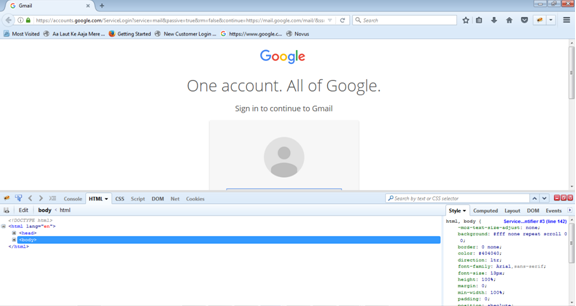 Gmail
https://accounts.google.com/ServiceLogin?service=mail&passive=true&rm=false&continue=https://mail.google.com/mail/&ss
Search
Most Visited Aa Laut Ke Aaja Mere ... Getting Started New Customer Login ... https://www.google.c... Novus
Google
One account. All of Google.
Sign in to continue to Gmail
Console HTML CSS Script DOM Net Cookies
Search by text or CSS selector
Edit body < html
Style Computed Layout DOM Events
<!DOCTYPE html>
<html lang="en">
<head>
<body>
</html>
html, body { Service...ntifier #3 (line 142)
-moz-text-size-adjust: none;
background: #fff none repeat scroll 0
0;
border: 0 none;
color: #404040;
direction: ltr;
font-family: Arial,sans-serif;
font-size: 13px;
height: 100%;
margin: 0;
min-width: 100%;
padding: 0;